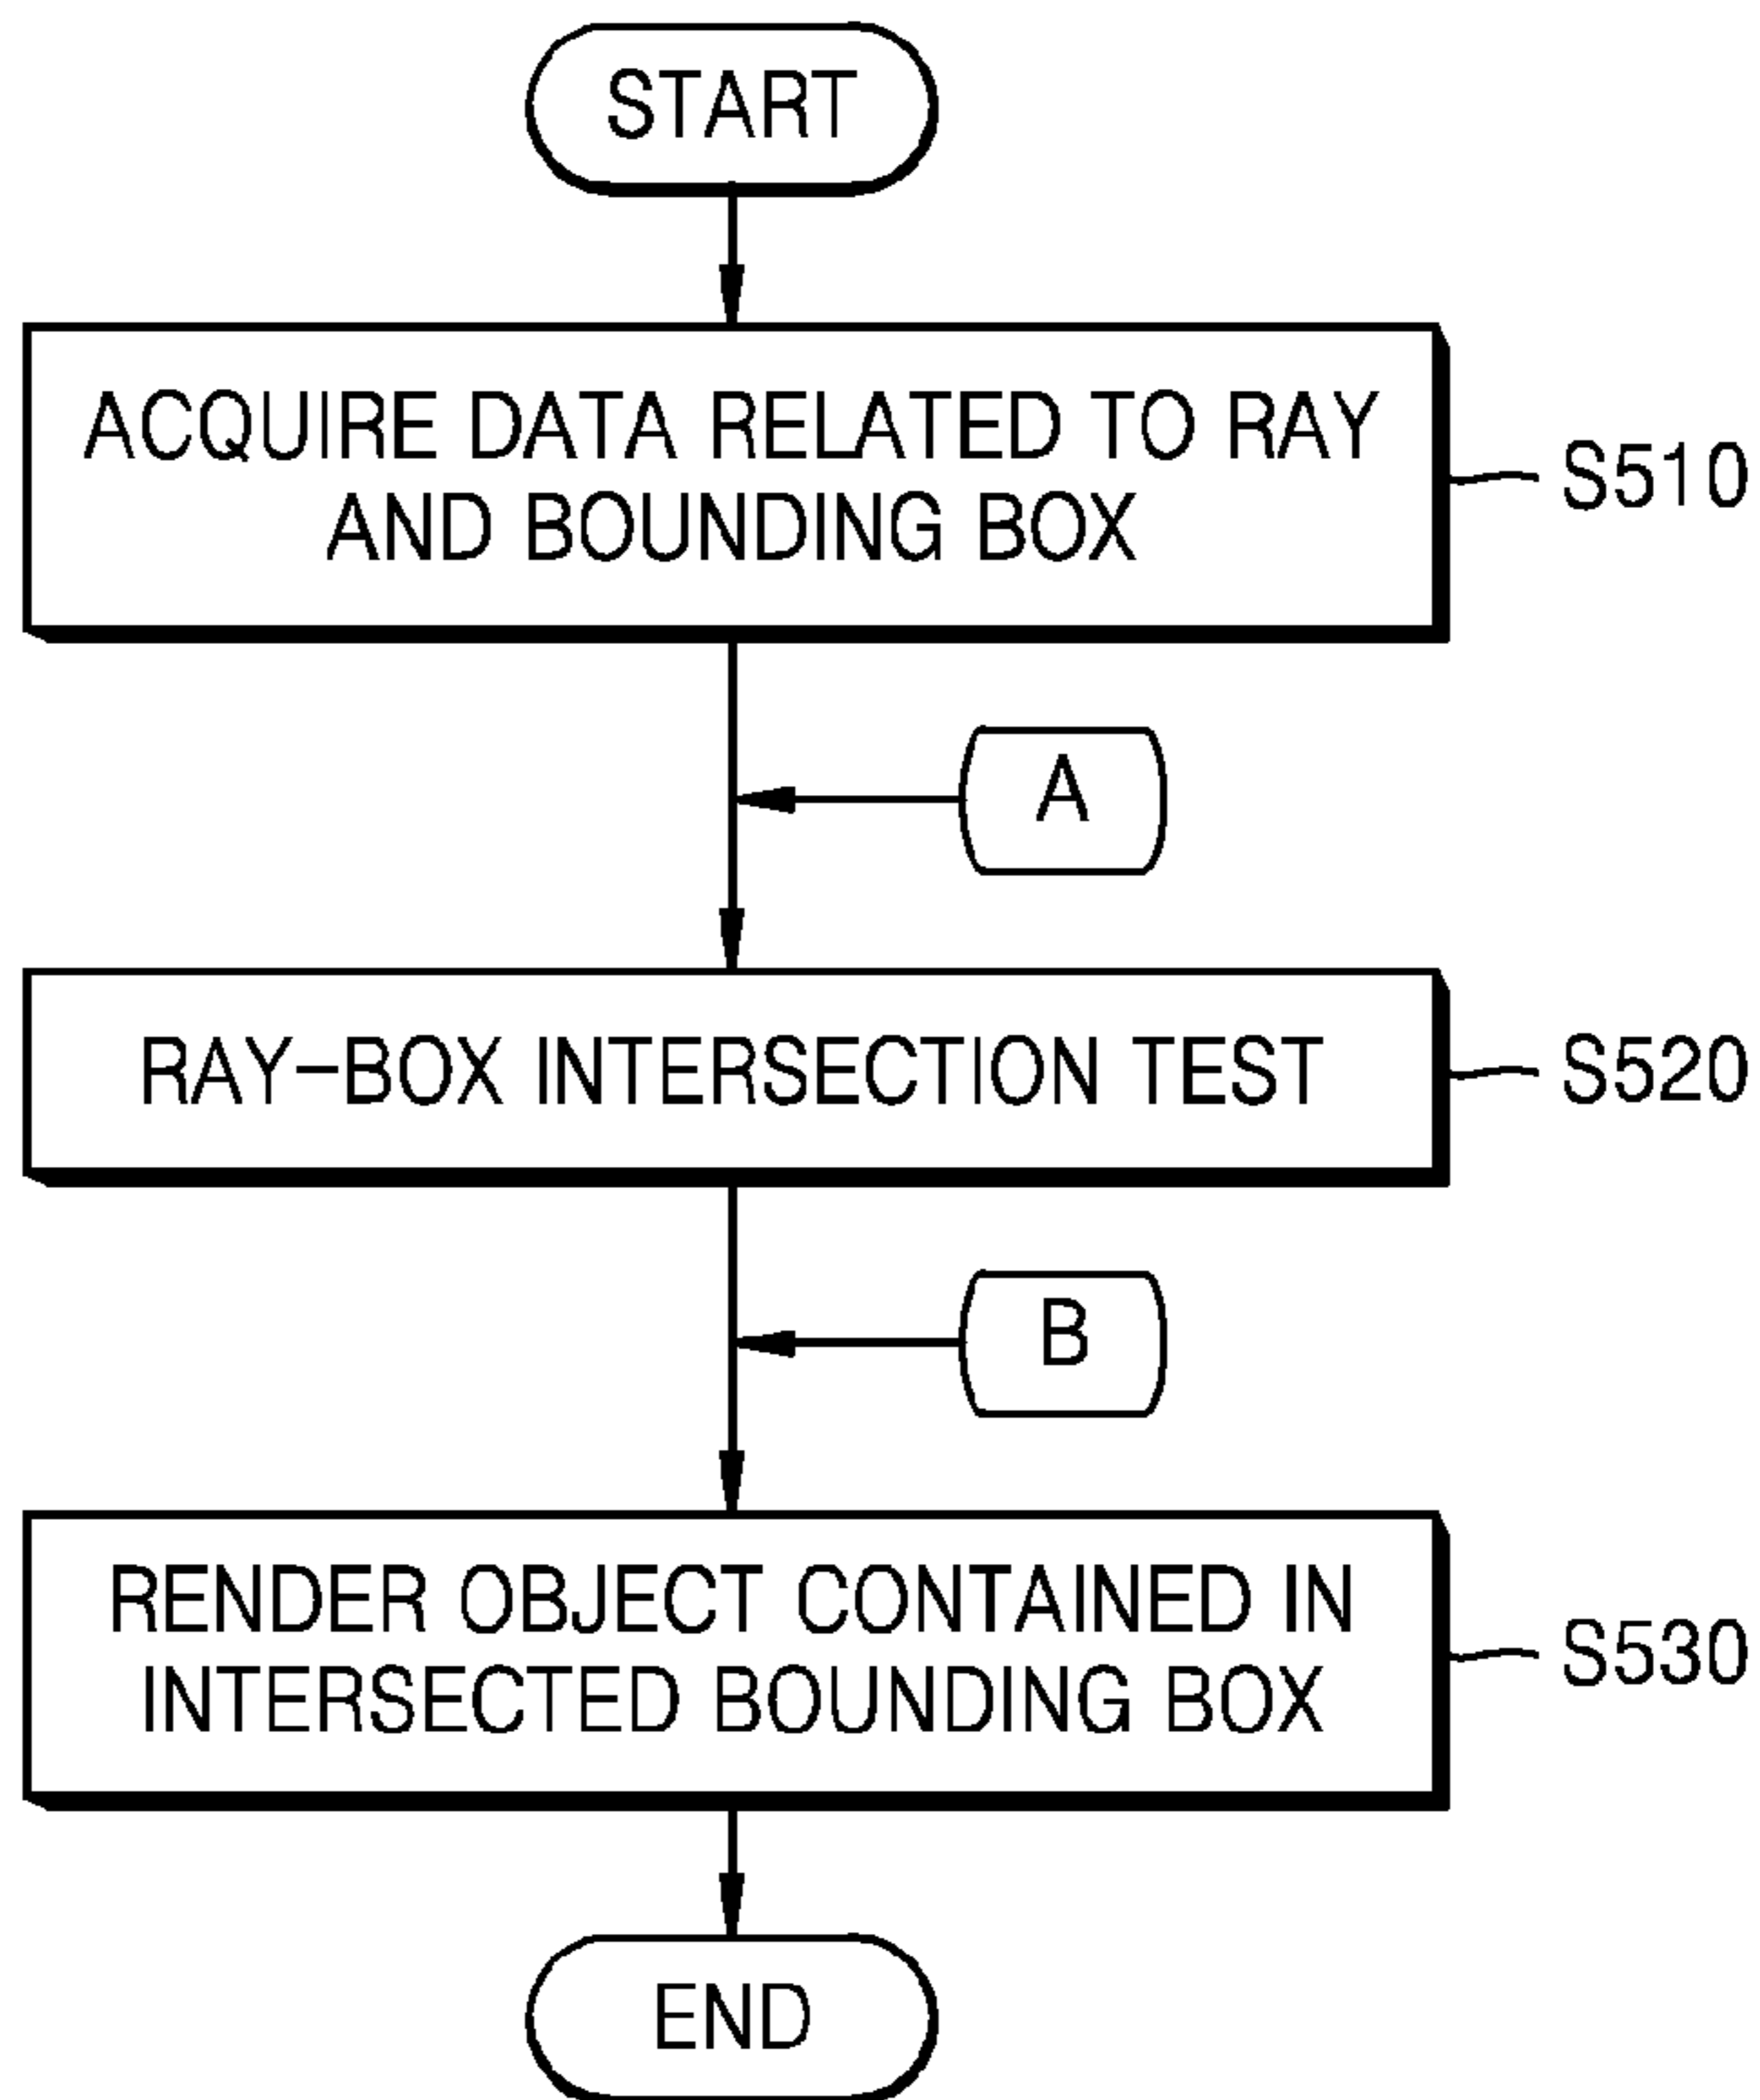 START
ACQUIRE DATA RELATED TO RAY
AND BOUNDING BOX
S510
A
RAY-BOX INTERSECTION TEST
S520
B
RENDER OBJECT CONTAINED IN
INTERSECTED BOUNDING BOX
S530
END